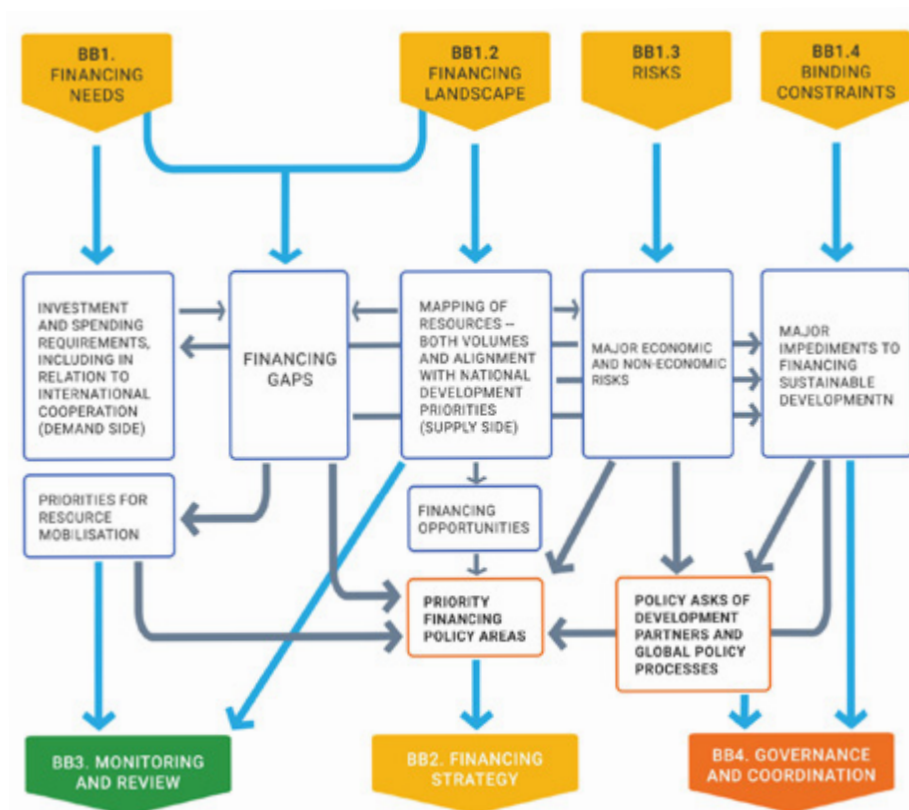 BB1.
FINANCING
NEEDS
BB1.2
FINANCING
LANDSCAPE
BB1.3
RISKS
BB1.4
BINDING
CONSTRAINTS
INVESTMENT
AND SPENDING
REQUIREMENTS,
INCLUDING IN
RELATION TO
INTERNATIONAL
COOPERATION
(DEMAND SIDE)
FINANCING
GAPS
MAPPING OF
RESOURCES –
BOTH VOLUMES
AND ALIGNMENT
WITH NATIONAL
DEVELOPMENT
PRIORITIES
(SUPPLY SIDE)
MAJOR ECONOMIC
AND NON-ECONOMIC
RISKS
MAJOR
IMPEDIMENTS TO
FINANCING
SUSTAINABLE
DEVELOPMENTN
PRIORITIES FOR
RESOURCE
MOBILISATION
FINANCING
OPPORTUNITIES
PRIORITY
FINANCING
POLICY AREAS
POLICY ASKS OF
DEVELOPMENT
PARTNERS AND
GLOBAL POLICY
PROCESSES
BB3. MONITORING
AND REVIEW
BB2. FINANCING
STRATEGY
BB4. GOVERNANCE
AND COORDINATION